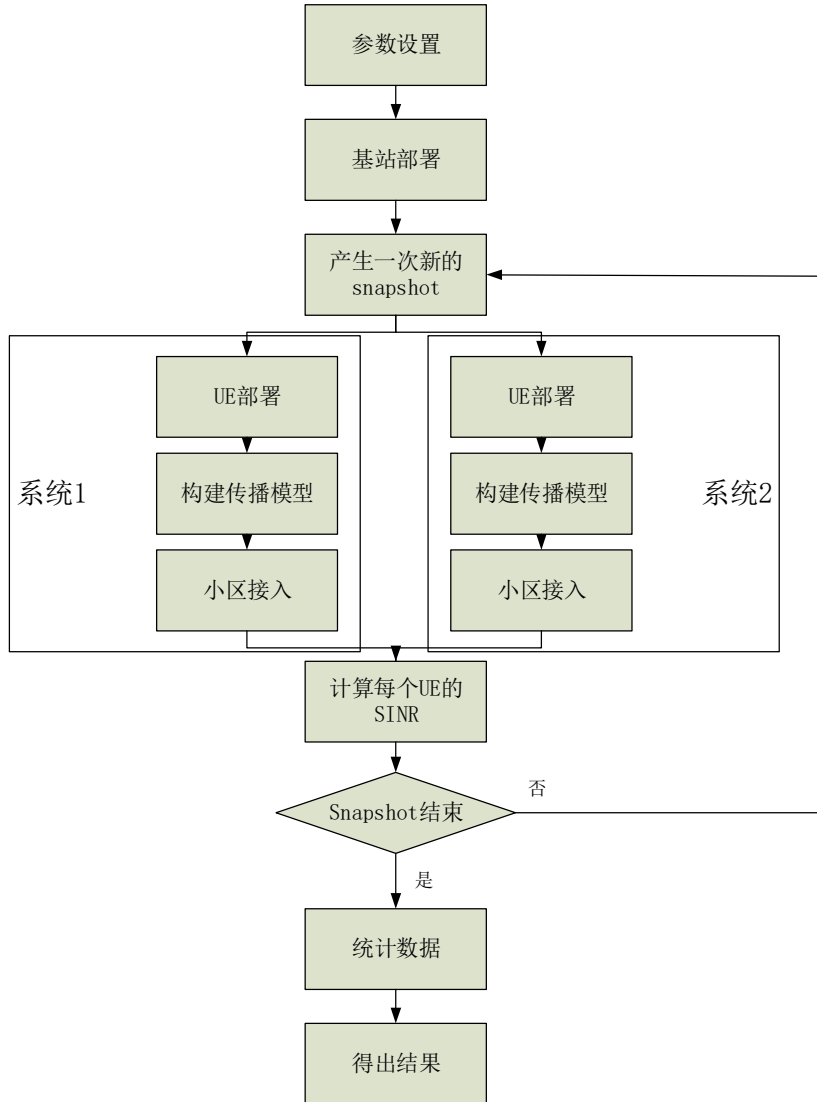 参数设置
基站部署
产生一次新的
snapshot
系统1
UE部署
构建传播模型
小区接入
UE部署
构建传播模型
小区接入
系统2
计算每个UE的
SINR
Snapshot结束
否
是
统计数据
得出结果